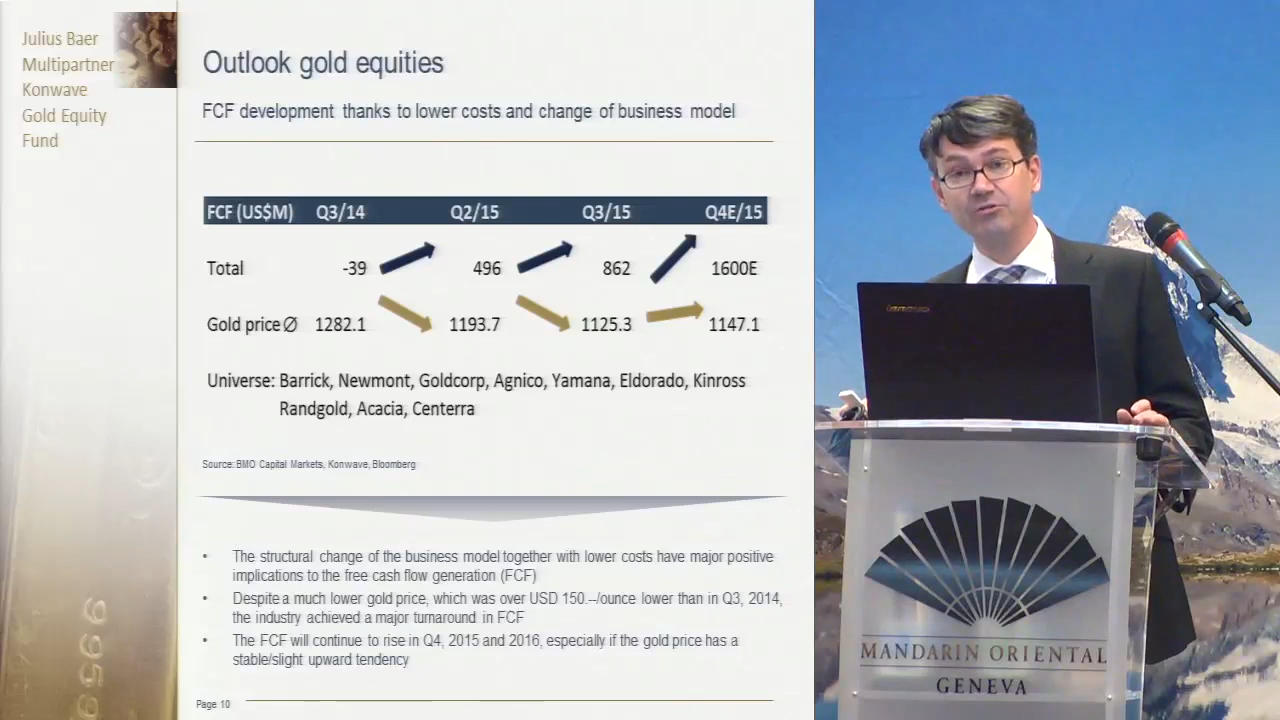 Julius Baer
Multipartner
Konwave
Gold Equity
Fund
Outlook gold equities
FCF development thanks to lower costs and change of business model
FCF (US$M) Q3/14 Q2/15 Q3/15 Q4E/15
Total -39 496 862 1600E
Gold price Ø 1282.1 1193.7 1125.3 1147.1
Universe: Barrick, Newmont, Goldcorp, Agnico, Yamana, Eldorado, Kinross
Randgold, Acacia, Centerra
Source: BMO Capital Markets, Konwave, Bloomberg
• The structural change of the business model together with lower costs have major positive
implications to the free cash flow generation (FCF)
• Despite a much lower gold price, which was over USD 150.–/ounce lower than in Q3, 2014,
the industry achieved a major turnaround in FCF
• The FCF will continue to rise in Q4, 2015 and 2016, especially if the gold price has a
stable/slight upward tendency
Page 10
9959
lenovo
MANDARIN ORIENTAL
GENEVA